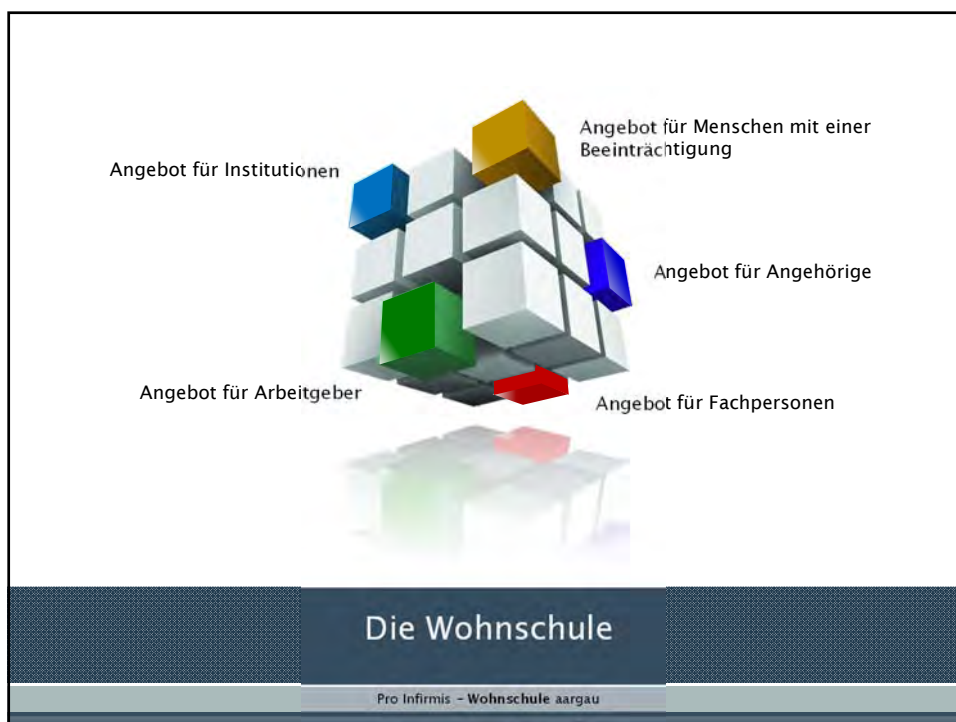 Angebot für Menschen mit einer
Beeinträchtigung
Angebot für Institutionen
Angebot für Angehörige
Angebot für Arbeitgeber
Angebot für Fachpersonen
Die Wohnschule
Pro Infirmis – Wohnschule aargau